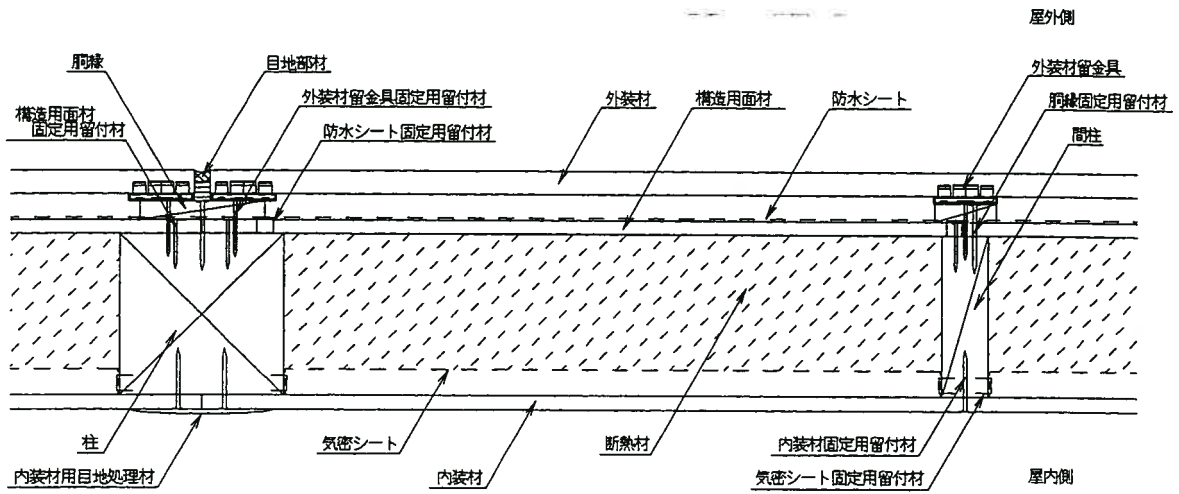 屋外側
胴縁
目地部材
外装材留金具
外装材留金具固定用留付材
外装材
構造用面材
防水シート
胴縁固定用留付材
構造用面材
固定用留付材
防水シート固定用留付材
間柱
柱
気密シート
断熱材
内装材固定用留付材
内装材用目地処理材
内装材
気密シート固定用留付材
屋内側